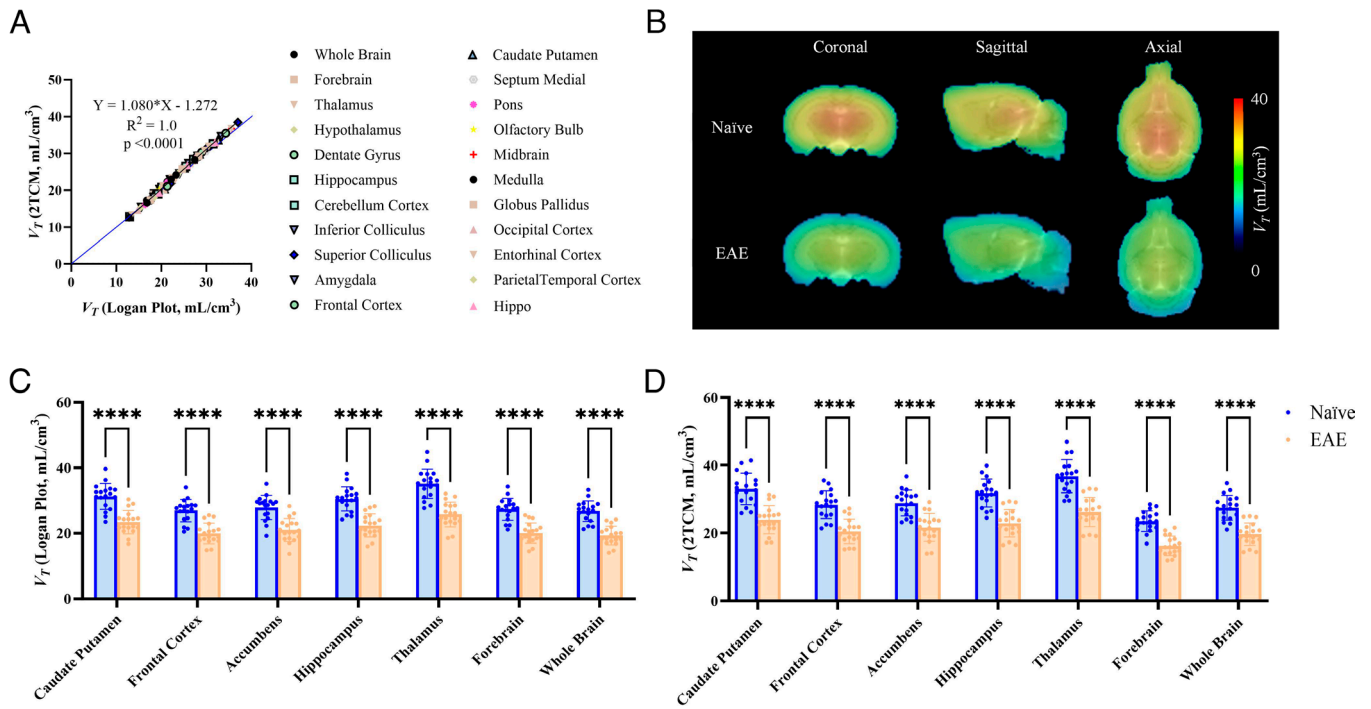 A
50
40
30
20
10
0
V_T (2TCM, mL/cm³)
Y = 1.080*X - 1.272
R² = 1.0
p <0.0001
0 10 20 30 40
V_T (Logan Plot, mL/cm³)
Whole Brain
Forebrain
Thalamus
Hypothalamus
Dentate Gyrus
Hippocampus
Cerebellum Cortex
Inferior Colliculus
Superior Colliculus
Amygdala
Frontal Cortex
Caudate Putamen
Septum Medial
Pons
Olfactory Bulb
Midbrain
Medulla
Globus Pallidus
Occipital Cortex
Entorhinal Cortex
ParietalTemporal Cortex
Hippo
B
Coronal Sagittal Axial
Naïve
EAE
40
V_T (mL/cm³)
0
C
60
40
20
0
V_T (Logan Plot, mL/cm³)
**** **** **** **** **** **** ****
Caudate Putamen
Frontal Cortex
Accumbens
Hippocampus
Thalamus
Forebrain
Whole Brain
D
60
40
20
0
V_T (2TCM, mL/cm³)
**** **** **** **** **** **** ****
Caudate Putamen
Frontal Cortex
Accumbens
Hippocampus
Thalamus
Forebrain
Whole Brain
Naïve
EAE